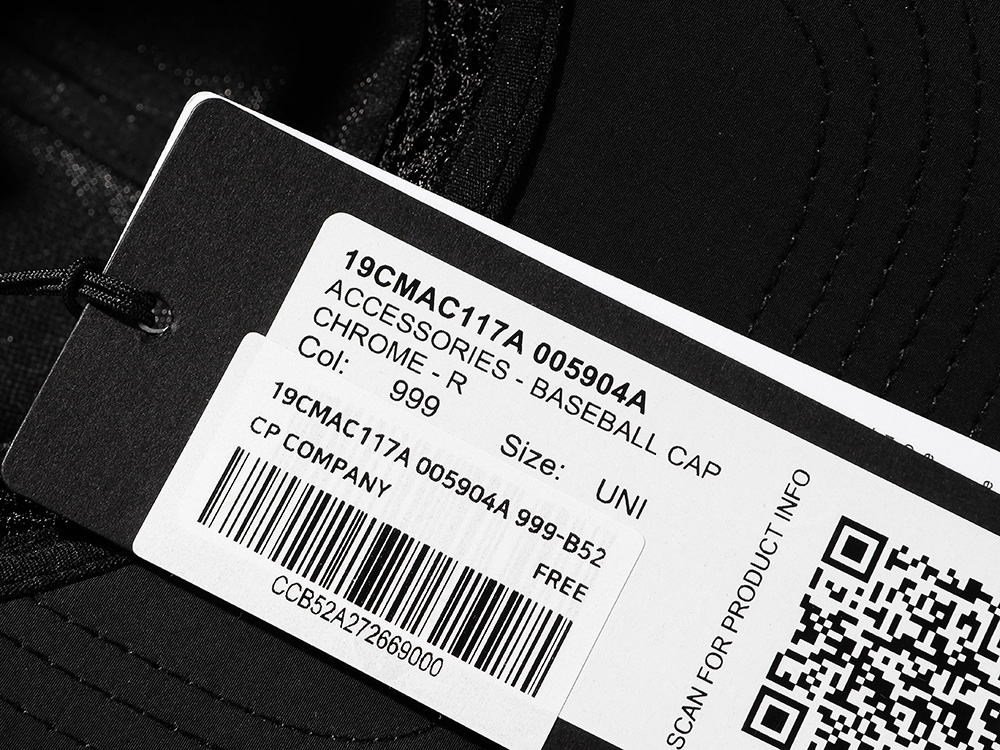 19CMAC117A 005904A
ACCESSORIES - BASEBALL CAP
CHROME - R
Col: 999
Size: UNI
19CMAC117A 005904A 999-B52
CP COMPANY
FREE
CCB52A272669000
SCAN FOR PRODUCT INFO